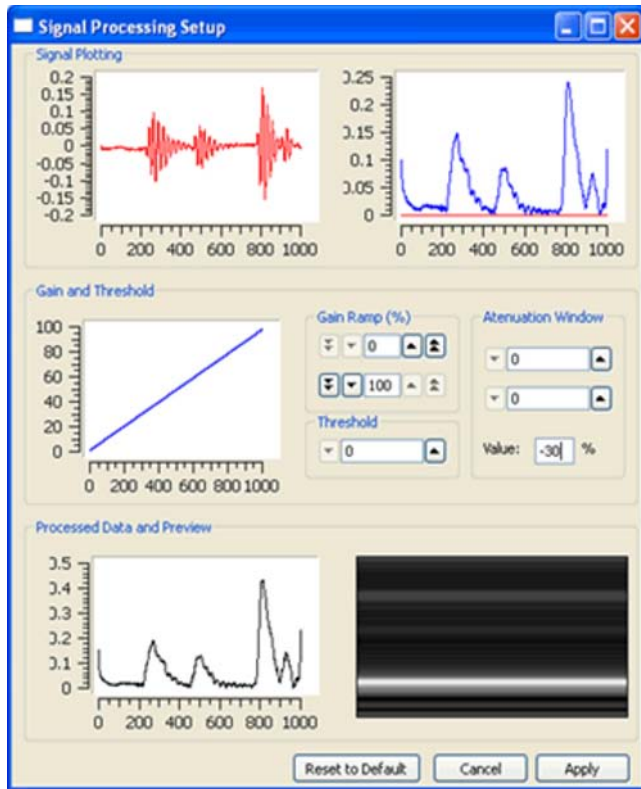 Signal Processing Setup
Signal Plotting
0.2
0.15
0.1
0.05
0
-0.05
-0.1
-0.15
-0.2
0 200 400 600 800 1000
0.25
0.2
0.15
0.1
0.05
0
0 200 400 600 800 1000
Gain and Threshold
100
80
60
40
20
0
0 200 400 600 800 1000
Gain Ramp (%)
0
100
Threshold
0
Atenuation Window
0
0
Value: -30 %
Processed Data and Preview
0.5
0.4
0.3
0.2
0.1
0
0 200 400 600 800 1000
Reset to Default Cancel Apply